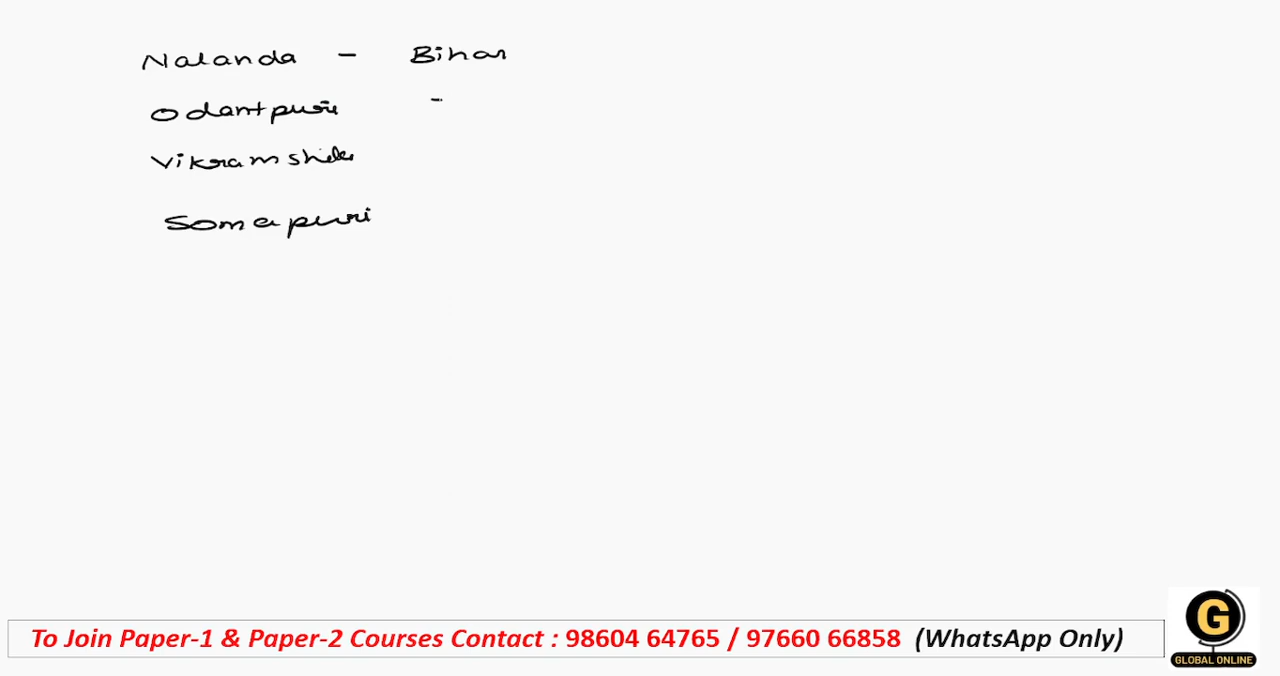 Nalanda - Bihar
Odantpuri -
Vikramshila
Somapuri
To Join Paper-1 & Paper-2 Courses Contact : 98604 64765 / 97660 66858 (WhatsApp Only)
G
GLOBAL ONLINE